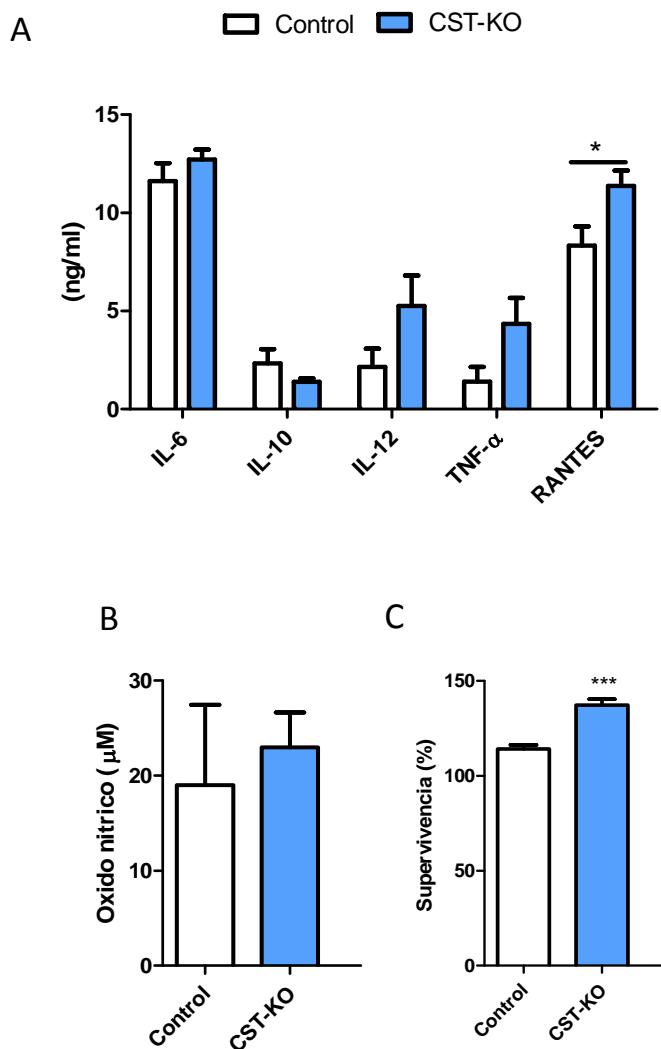 A
Control CST-KO
15
10
5
0
(ng/ml)
*
IL-6 IL-10 IL-12 TNF-α RANTES
B
30
20
10
0
Oxido nitrico ( μM)
Control CST-KO
C
150
100
50
0
Supervivencia (%)
***
Control CST-KO